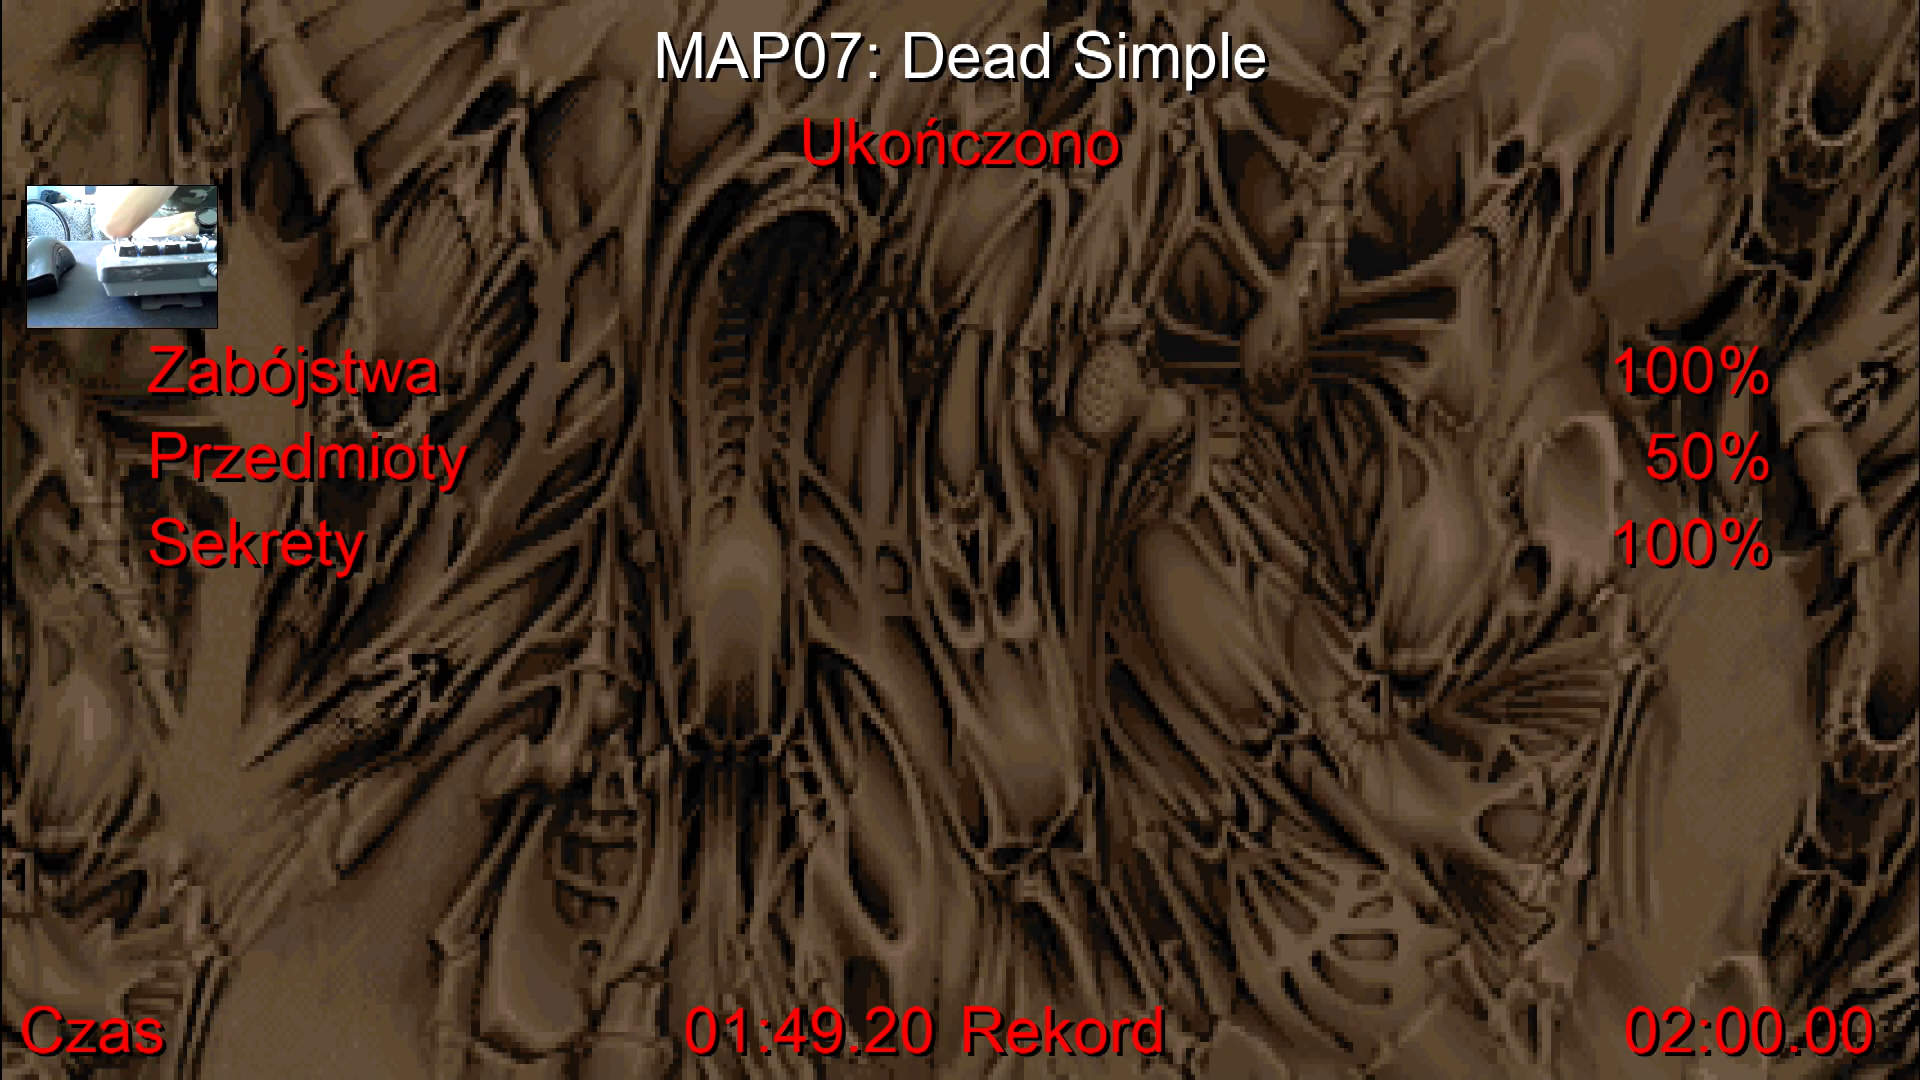 MAP07: Dead Simple
Ukończono
Zabójstwa 100%
Przedmioty 50%
Sekrety 100%
Czas 01:49.20 Rekord 02:00.00